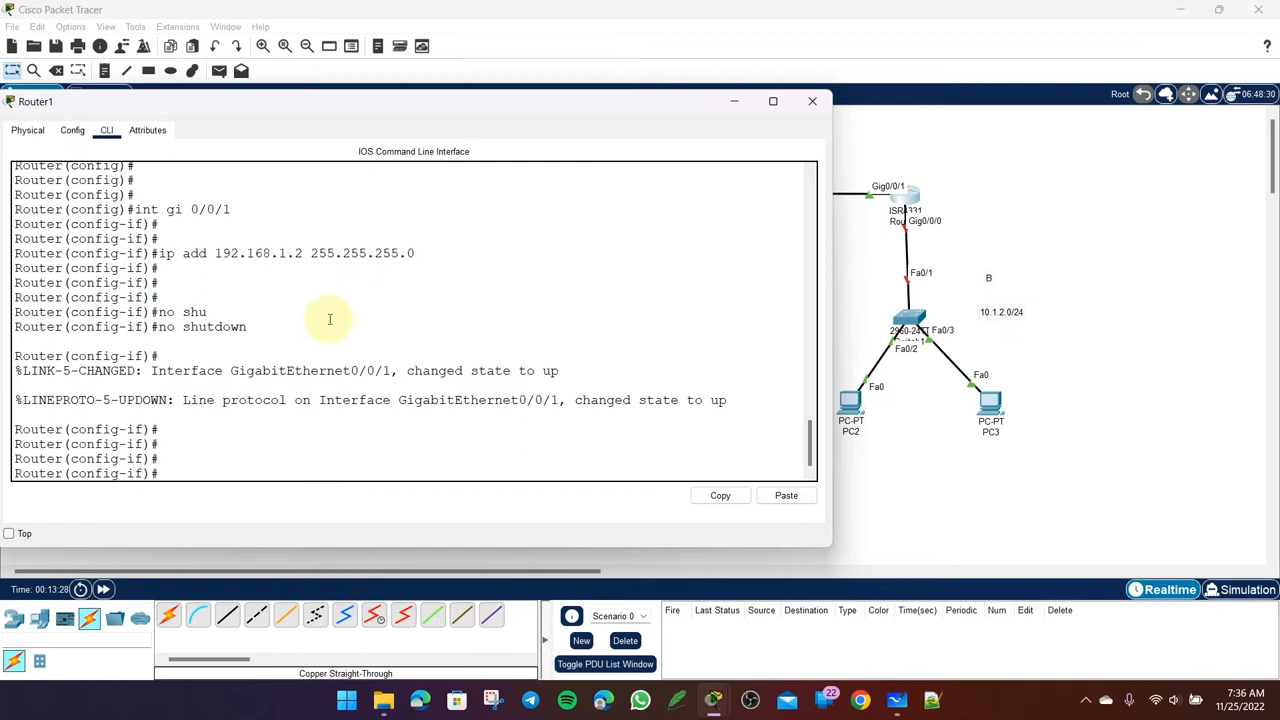 Cisco Packet Tracer
File Edit Options View Tools Extensions Window Help
Root 06:48:30
Router1
Physical Config CLI Attributes
IOS Command Line Interface
Router(config)#
Router(config)#
Router(config)#
Router(config)#int gi 0/0/1
Router(config-if)#
Router(config-if)#
Router(config-if)#ip add 192.168.1.2 255.255.255.0
Router(config-if)#
Router(config-if)#
Router(config-if)#
Router(config-if)#no shu
Router(config-if)#no shutdown
Router(config-if)#
%LINK-5-CHANGED: Interface GigabitEthernet0/0/1, changed state to up
%LINEPROTO-5-UPDOWN: Line protocol on Interface GigabitEthernet0/0/1, changed state to up
Router(config-if)#
Router(config-if)#
Router(config-if)#
Router(config-if)#
Copy Paste
Top
Gig0/0/1
ISR4331
Rou Gig0/0/0
Fa0/1
B
10.1.2.0/24
2960-24TT
Fa0/3
Switch1
Fa0/2
Fa0
Fa0
PC-PT
PC2
PC-PT
PC3
Time: 00:13:28
Realtime Simulation
Scenario 0
New Delete
Toggle PDU List Window
Fire Last Status Source Destination Type Color Time(sec) Periodic Num Edit Delete
Copper Straight-Through
22
7:36 AM
11/25/2022